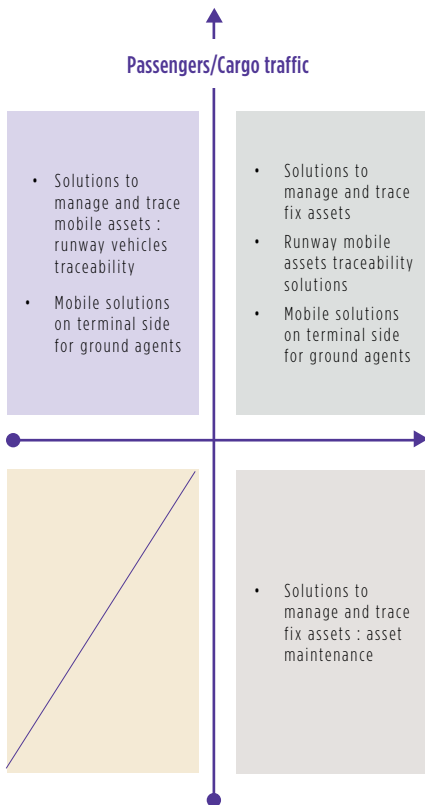 Passengers/Cargo traffic
• Solutions to
manage and trace
mobile assets :
runway vehicles
traceability
• Mobile solutions
on terminal side
for ground agents
• Solutions to
manage and trace
fix assets
• Runway mobile
assets traceability
solutions
• Mobile solutions
on terminal side
for ground agents
• Solutions to
manage and trace
fix assets : asset
maintenance